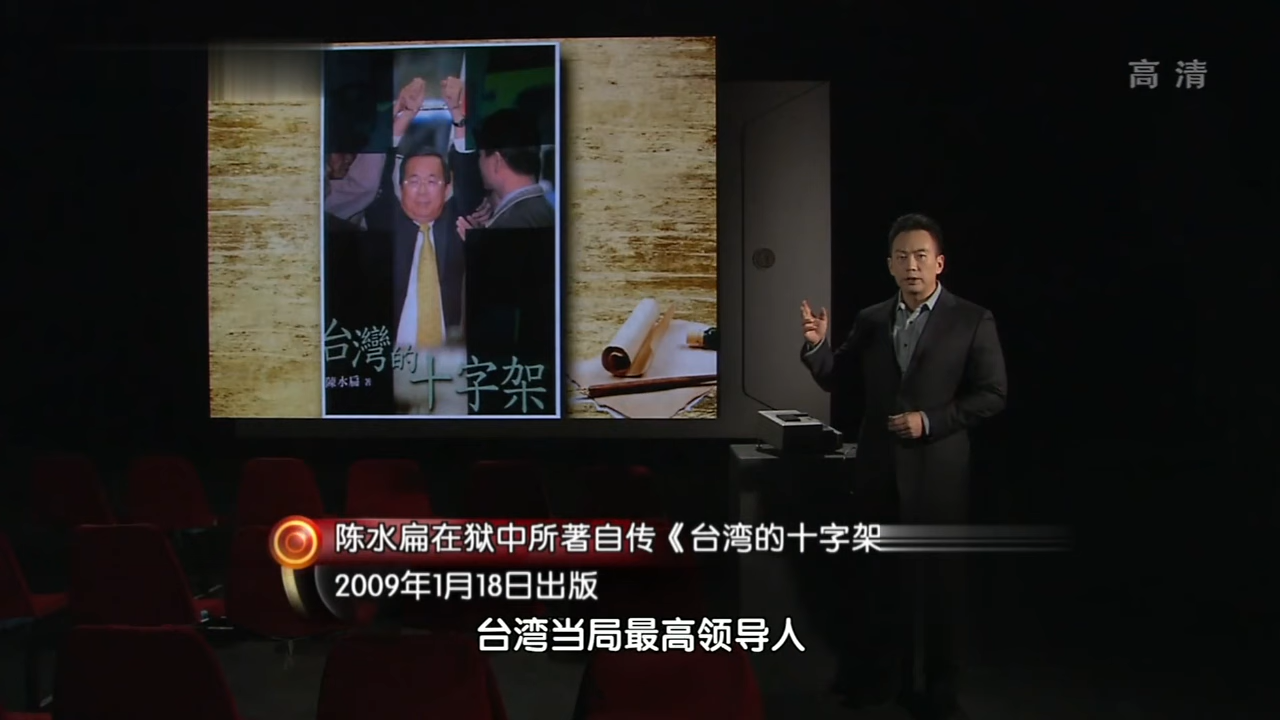 高清
台灣的十字架
陳水扁 著
陈水扁在狱中所著自传《台湾的十字架
2009年1月18日出版
台湾当局最高领导人